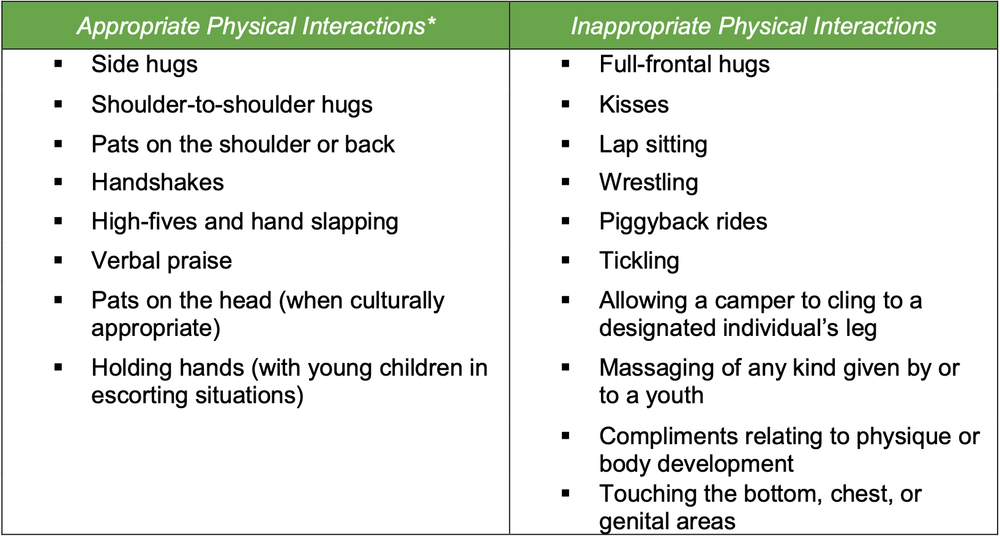 Appropriate Physical Interactions*
▪ Side hugs
▪ Shoulder-to-shoulder hugs
▪ Pats on the shoulder or back
▪ Handshakes
▪ High-fives and hand slapping
▪ Verbal praise
▪ Pats on the head (when culturally
appropriate)
▪ Holding hands (with young children in
escorting situations)
Inappropriate Physical Interactions
▪ Full-frontal hugs
▪ Kisses
▪ Lap sitting
▪ Wrestling
▪ Piggyback rides
▪ Tickling
▪ Allowing a camper to cling to a
designated individual’s leg
▪ Massaging of any kind given by or
to a youth
▪ Compliments relating to physique or
body development
▪ Touching the bottom, chest, or
genital areas